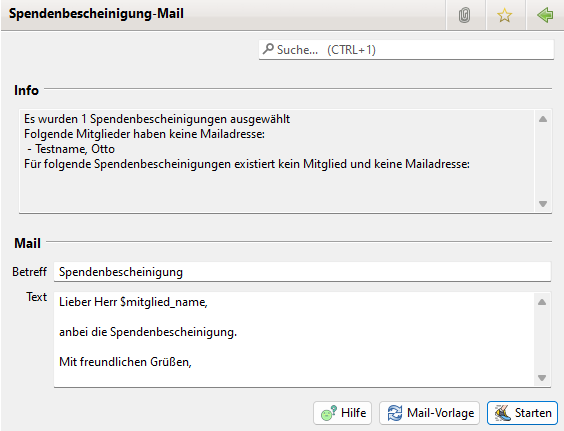 Spendenbescheinigung-Mail
Suche... (CTRL+1)
Info
Es wurden 1 Spendenbescheinigungen ausgewählt
Folgende Mitglieder haben keine Mailadresse:
- Testname, Otto
Für folgende Spendenbescheinigungen existiert kein Mitglied und keine Mailadresse:
Mail
Betreff Spendenbescheinigung
Text Lieber Herr $mitglied_name,
anbei die Spendenbescheinigung.
Mit freundlichen Grüßen,
Hilfe Mail-Vorlage Starten